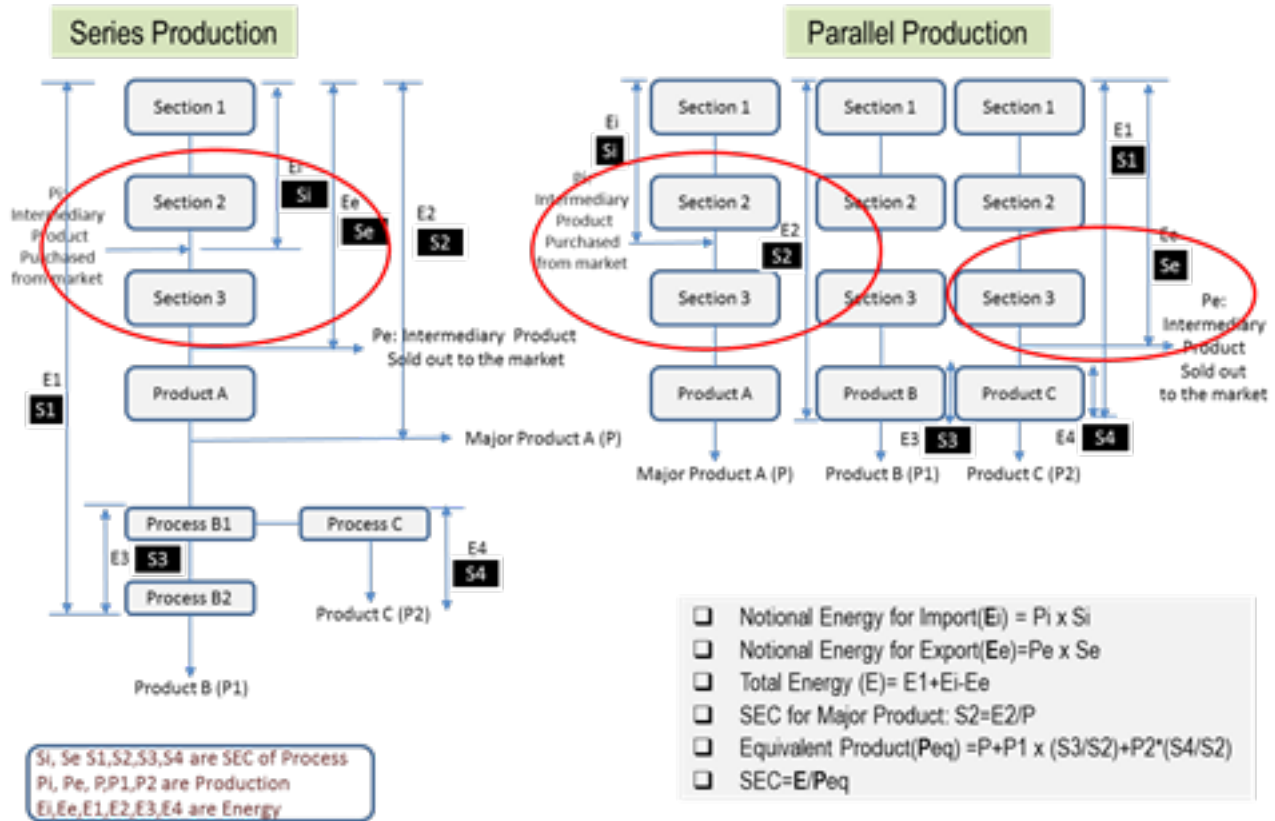 Series Production
Section 1
Section 2
Section 3
Product A
Process B1
Process C
Process B2
Ei
Si
Ee
Se
E2
S2
E1
S1
Pi:
Intermediary
Product
Purchased
from market
Pe: Intermediary Product
Sold out to the market
Major Product A (P)
E3
S3
E4
S4
Product C (P2)
Product B (P1)
Si, Se S1,S2,S3,S4 are SEC of Process
Pi, Pe, P,P1,P2 are Production
Ei,Ee,E1,E2,E3,E4 are Energy
Parallel Production
Section 1
Section 1
Section 1
Section 2
Section 2
Section 2
Section 3
Section 3
Section 3
Product A
Product B
Product C
Ei
Si
Pi:
Intermediary
Product
Purchased
from market
E2
S2
E1
S1
Ee
Se
Pe:
Intermediary
Product
Sold out
to the market
E3
S3
E4
S4
Major Product A (P)
Product B (P1)
Product C (P2)
❑ Notional Energy for Import(Ei) = Pi x Si
❑ Notional Energy for Export(Ee)=Pe x Se
❑ Total Energy (E)= E1+Ei-Ee
❑ SEC for Major Product: S2=E2/P
❑ Equivalent Product(Peq) =P+P1 x (S3/S2)+P2*(S4/S2)
❑ SEC=E/Peq